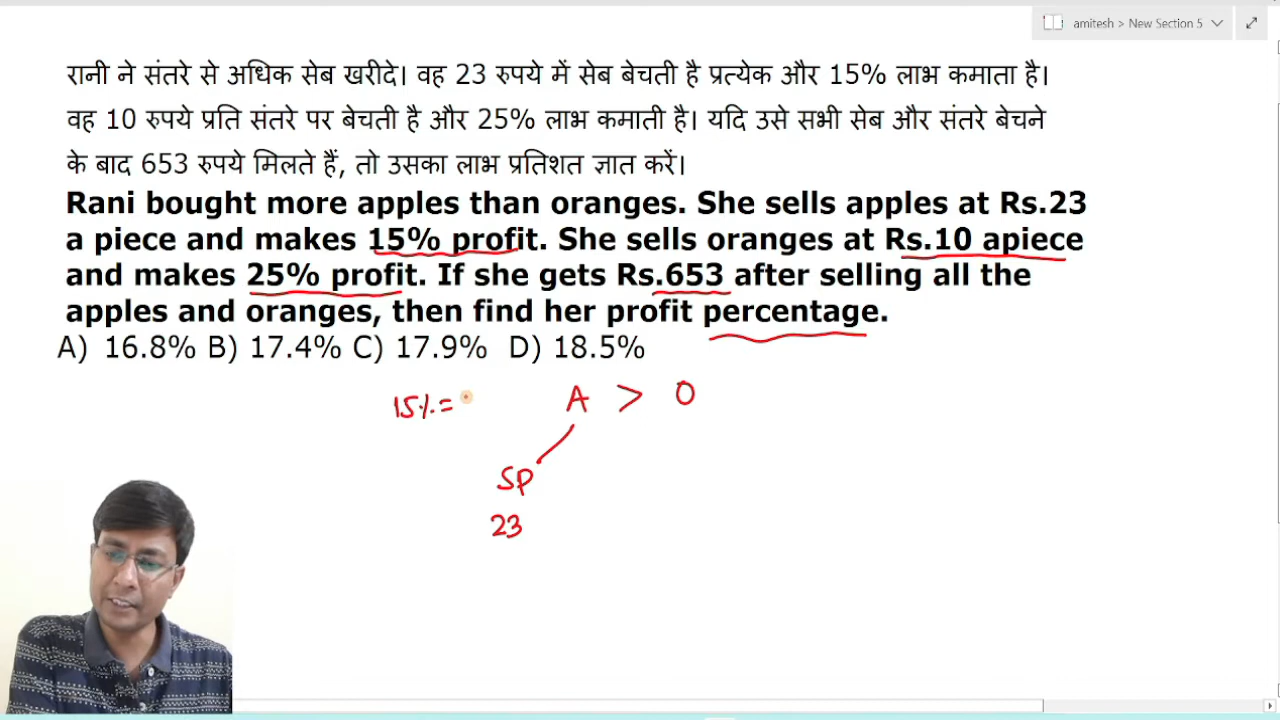 amitesh > New Section 5
रानी ने संतरे से अधिक सेब खरीदे। वह 23 रुपये में सेब बेचती है प्रत्येक और 15% लाभ कमाता है।
वह 10 रुपये प्रति संतरे पर बेचती है और 25% लाभ कमाती है। यदि उसे सभी सेब और संतरे बेचने
के बाद 653 रुपये मिलते हैं, तो उसका लाभ प्रतिशत ज्ञात करें।
Rani bought more apples than oranges. She sells apples at Rs.23
a piece and makes 15% profit. She sells oranges at Rs.10 apiece
and makes 25% profit. If she gets Rs.653 after selling all the
apples and oranges, then find her profit percentage.
A) 16.8% B) 17.4% C) 17.9% D) 18.5%
15% = A > O
SP
23